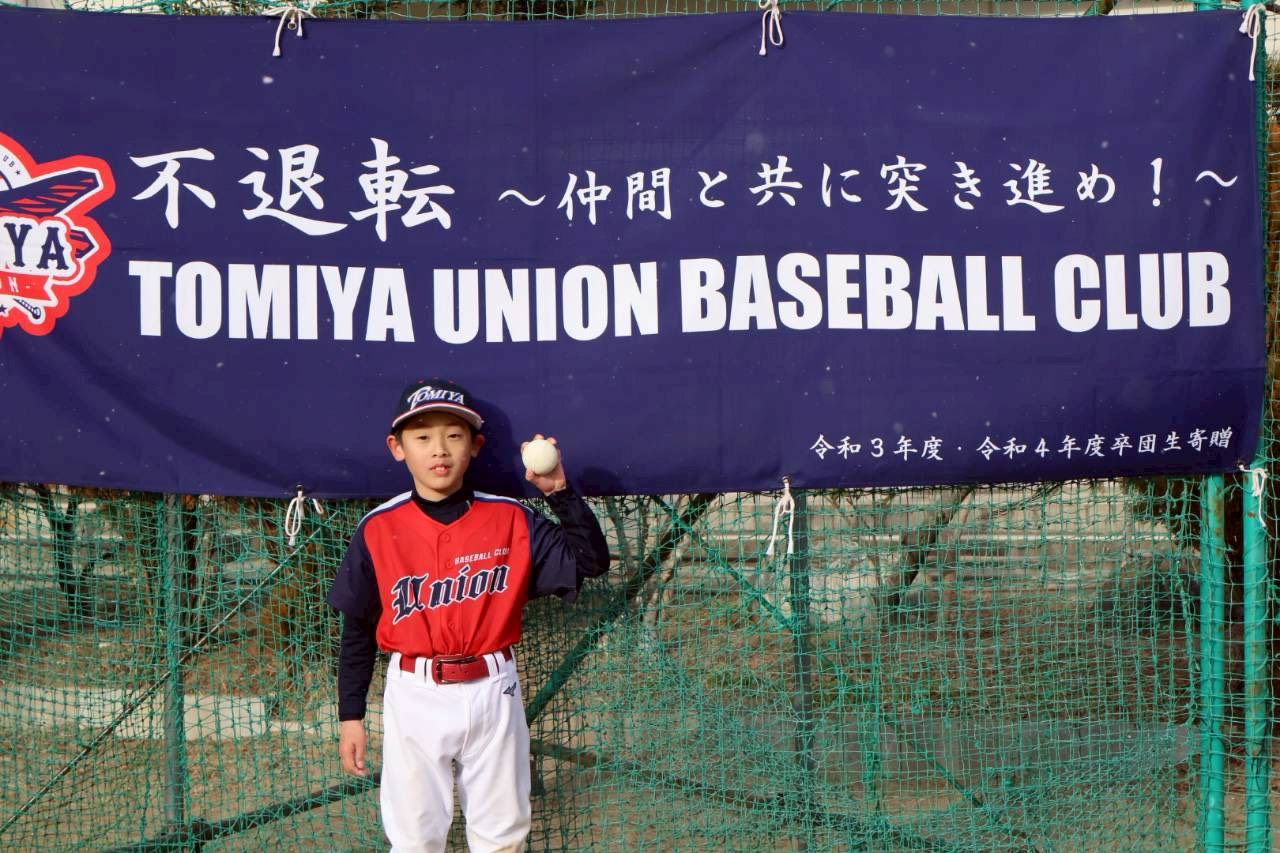 不退転 ～仲間と共に突き進め！～
TOMIYA UNION BASEBALL CLUB
令和３年度・令和４年度卒団生寄贈
TOMIYA
BASEBALL CLUB
Union